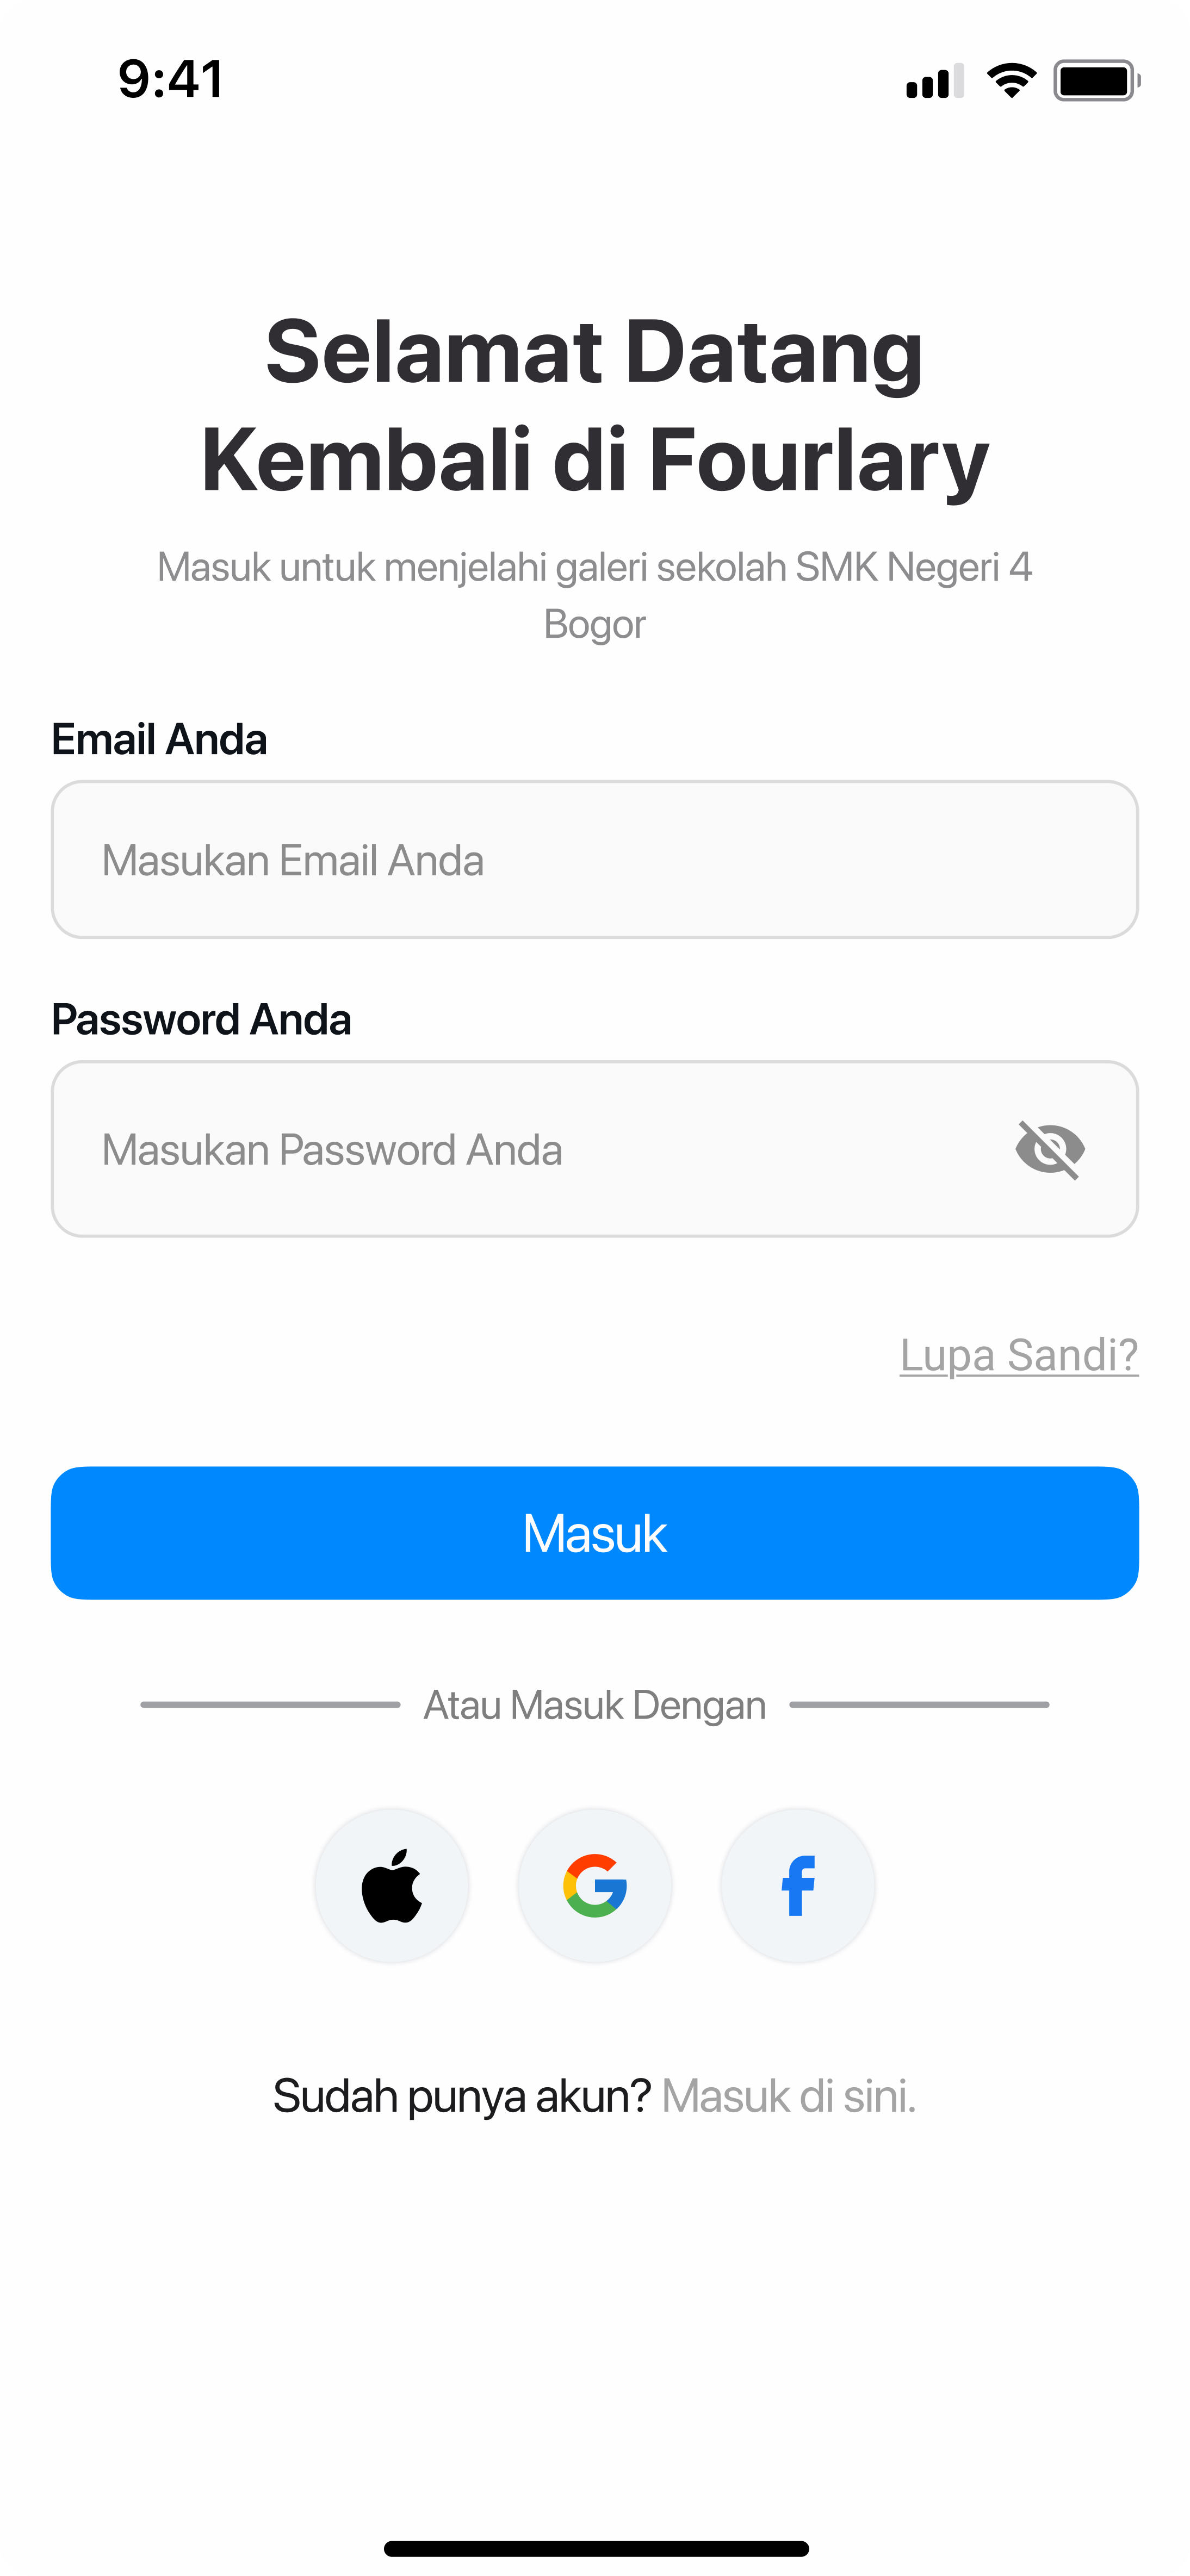 9:41
Selamat Datang
Kembali di Fourlary
Masuk untuk menjelahi galeri sekolah SMK Negeri 4
Bogor
Email Anda
Masukan Email Anda
Password Anda
Masukan Password Anda
Lupa Sandi?
Masuk
Atau Masuk Dengan
Sudah punya akun? Masuk di sini.